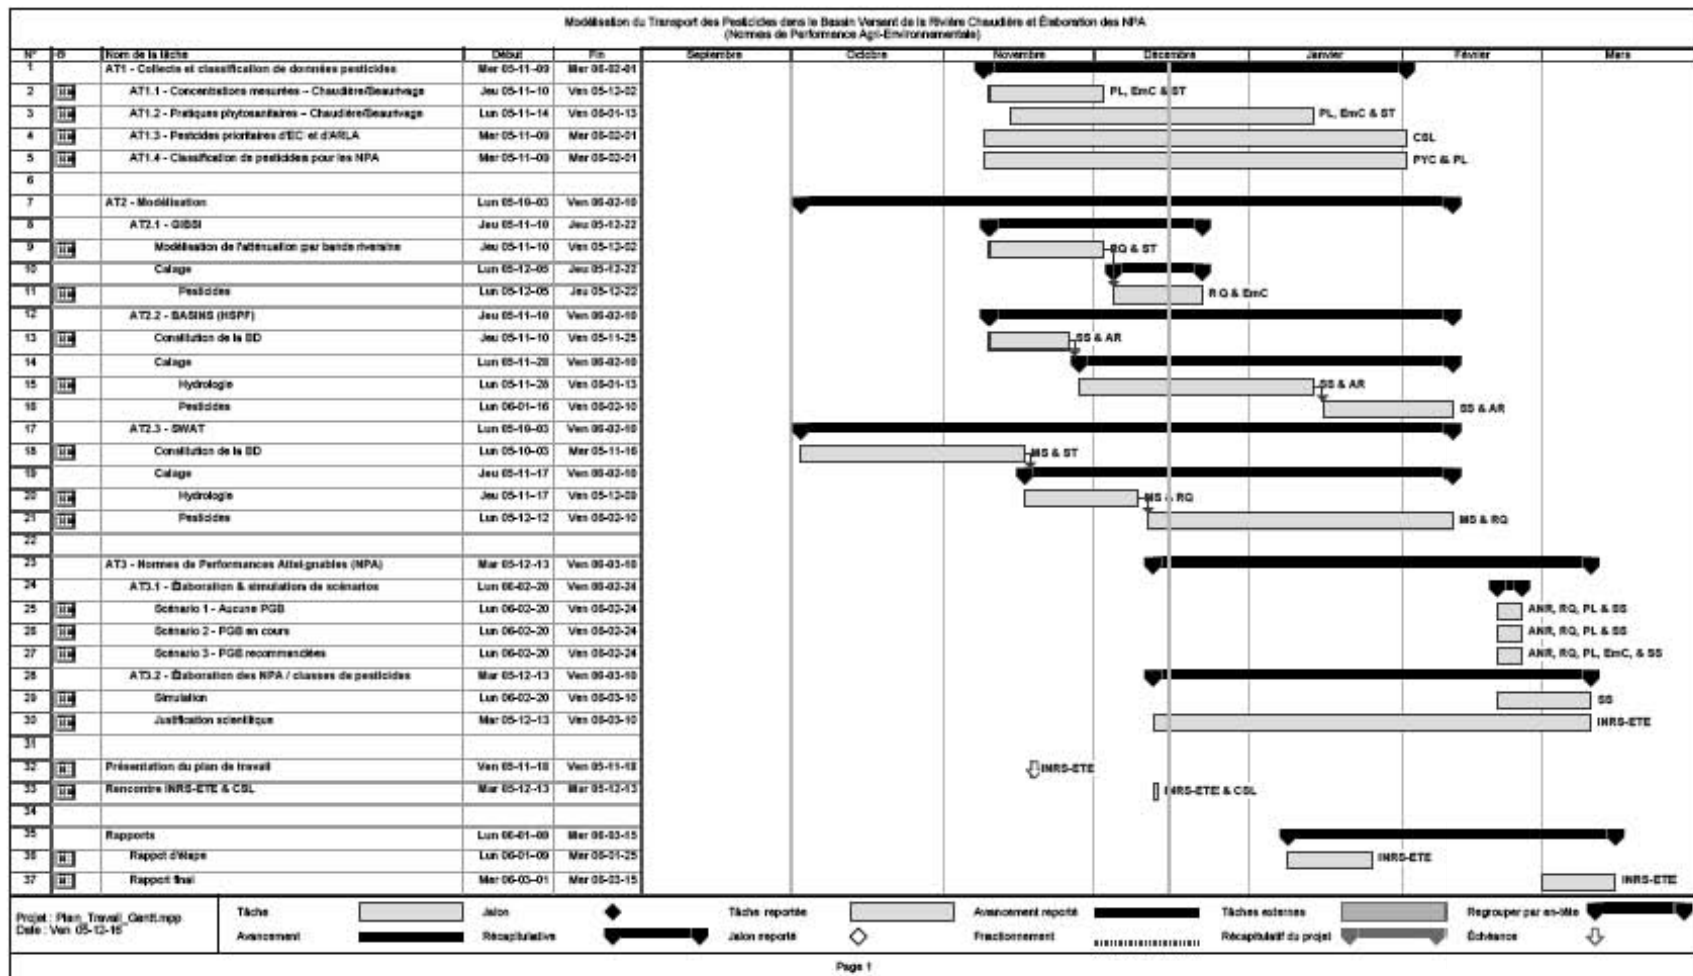 Modélisation du Transport des Pesticides dans le Bassin Versant de la Rivière Chaudière et Élaboration des NPA
(Normes de Performance Agri-Environnementale)
N° Nom de la tâche Début Fin Septembre Octobre Novembre Décembre Janvier Février Mars
1 AT1 - Collecte et classification de données pesticides Mer 05-11-09 Mer 06-02-01
2 AT1.1 - Concentrations mesurées – Chaudière/Beaurivage Jeu 05-11-10 Ven 05-12-02 PL, EmC & ST
3 AT1.2 - Pratiques phytosanitaires – Chaudière/Beaurivage Lun 05-11-14 Ven 06-01-13 PL, EmC & ST
4 AT1.3 - Pesticides prioritaires d'EC et d'ARLA Mer 05-11-09 Mer 06-02-01 CSL
5 AT1.4 - Classification de pesticides pour les NPA Mer 05-11-09 Mer 06-02-01 PYC & PL
6
7 AT2 - Modélisation Lun 05-10-03 Ven 06-02-10
8 AT2.1 - GIBSI Jeu 05-11-10 Jeu 05-12-22
9 Modélisation de l'atténuation par bande riveraine Jeu 05-11-10 Ven 05-12-02 RQ & ST
10 Calage Lun 05-12-05 Jeu 05-12-22
11 Pesticides Lun 05-12-05 Jeu 05-12-22 RQ & EmC
12 AT2.2 - BASINS (HSPF) Jeu 05-11-10 Ven 06-02-10
13 Constitution de la BD Jeu 05-11-10 Ven 05-11-25 SS & AR
14 Calage Lun 05-11-28 Ven 06-02-10
15 Hydrologie Lun 05-11-28 Ven 06-01-13 SS & AR
16 Pesticides Lun 06-01-16 Ven 06-02-10 SS & AR
17 AT2.3 - SWAT Lun 05-10-03 Ven 06-02-10
18 Constitution de la BD Lun 05-10-03 Mer 05-11-16 MS & ST
19 Calage Jeu 05-11-17 Ven 06-02-10
20 Hydrologie Jeu 05-11-17 Ven 05-12-09 MS & RQ
21 Pesticides Lun 05-12-12 Ven 06-02-10 MS & RQ
22
23 AT3 - Normes de Performances Atteignables (NPA) Mar 05-12-13 Ven 06-03-10
24 AT3.1 - Élaboration & simulation de scénarios Lun 06-02-20 Ven 06-02-24
25 Scénario 1 - Aucune PGB Lun 06-02-20 Ven 06-02-24 ANR, RQ, PL & SS
26 Scénario 2 - PGB en cours Lun 06-02-20 Ven 06-02-24 ANR, RQ, PL & SS
27 Scénario 3 - PGB recommandées Lun 06-02-20 Ven 06-02-24 ANR, RQ, PL, EmC, & SS
28 AT3.2 - Élaboration des NPA / classes de pesticides Mar 05-12-13 Ven 06-03-10
29 Simulation Lun 06-02-20 Ven 06-03-10 SS
30 Justification scientifique Mar 05-12-13 Ven 06-03-10 INRS-ETE
31
32 Présentation du plan de travail Ven 05-11-18 Ven 05-11-18 INRS-ETE
33 Rencontre INRS-ETE & CSL Mar 05-12-13 Mar 05-12-13 INRS-ETE & CSL
34
35 Rapports Lun 06-01-09 Mer 06-03-15
36 Rappot d'étape Lun 06-01-09 Mer 06-01-25 INRS-ETE
37 Rapport final Mer 06-03-01 Mer 06-03-15 INRS-ETE
Projet : Plan_Travail_Gantt.mpp
Date : Ven 05-12-16
Tâche Jalon Tâche reportée Avancement reporté Tâches externes Regrouper par en-tête
Avancement Récapitulative Jalon reporté Fractionnement Récapitulatif du projet Échéance
Page 1